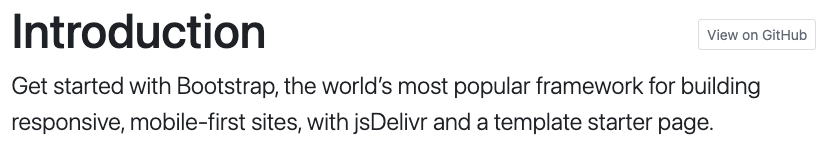 Introduction
View on GitHub
Get started with Bootstrap, the world’s most popular framework for building
responsive, mobile-first sites, with jsDelivr and a template starter page.